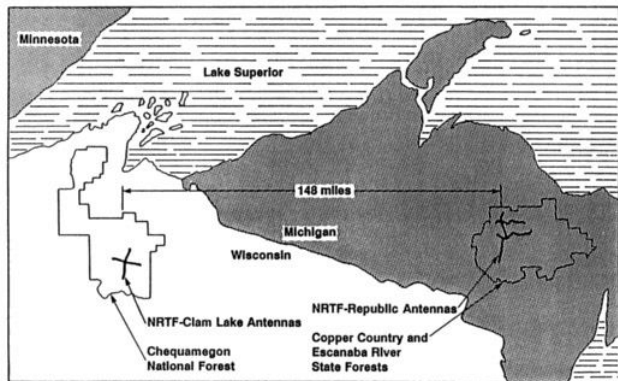 Minnesota
Lake Superior
148 miles
Michigan
Wisconsin
NRTF-Clam Lake Antennas
Chequamegon
National Forest
NRTF-Republic Antennas
Copper Country and
Escanaba River
State Forests